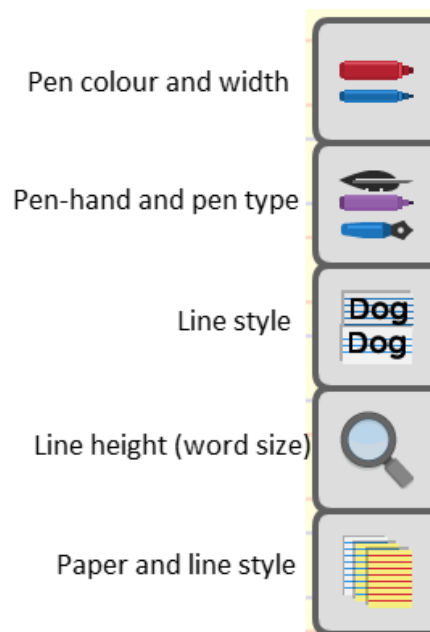 Pen colour and width
Pen-hand and pen type
Line style
Dog
Dog
Line height (word size)
Paper and line style